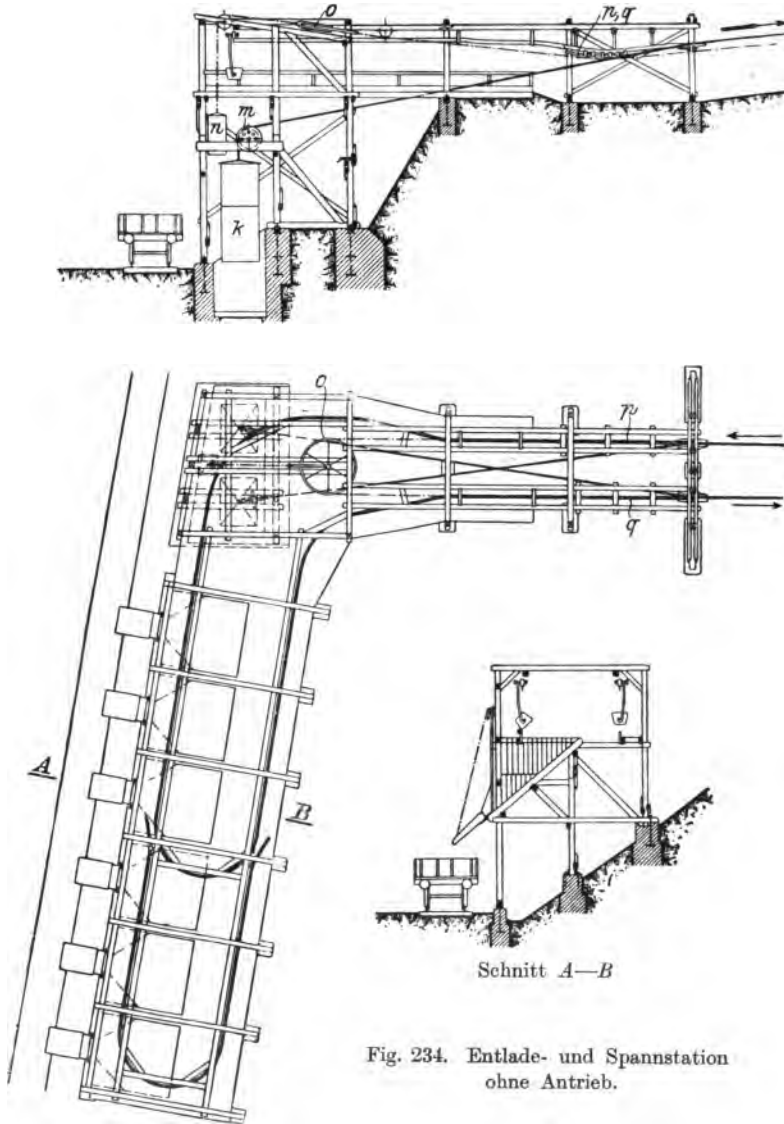 o
n, q
n
m
k
o
p
q
A
B
Schnitt A—B
Fig. 234. Entlade- und Spannstation
ohne Antrieb.